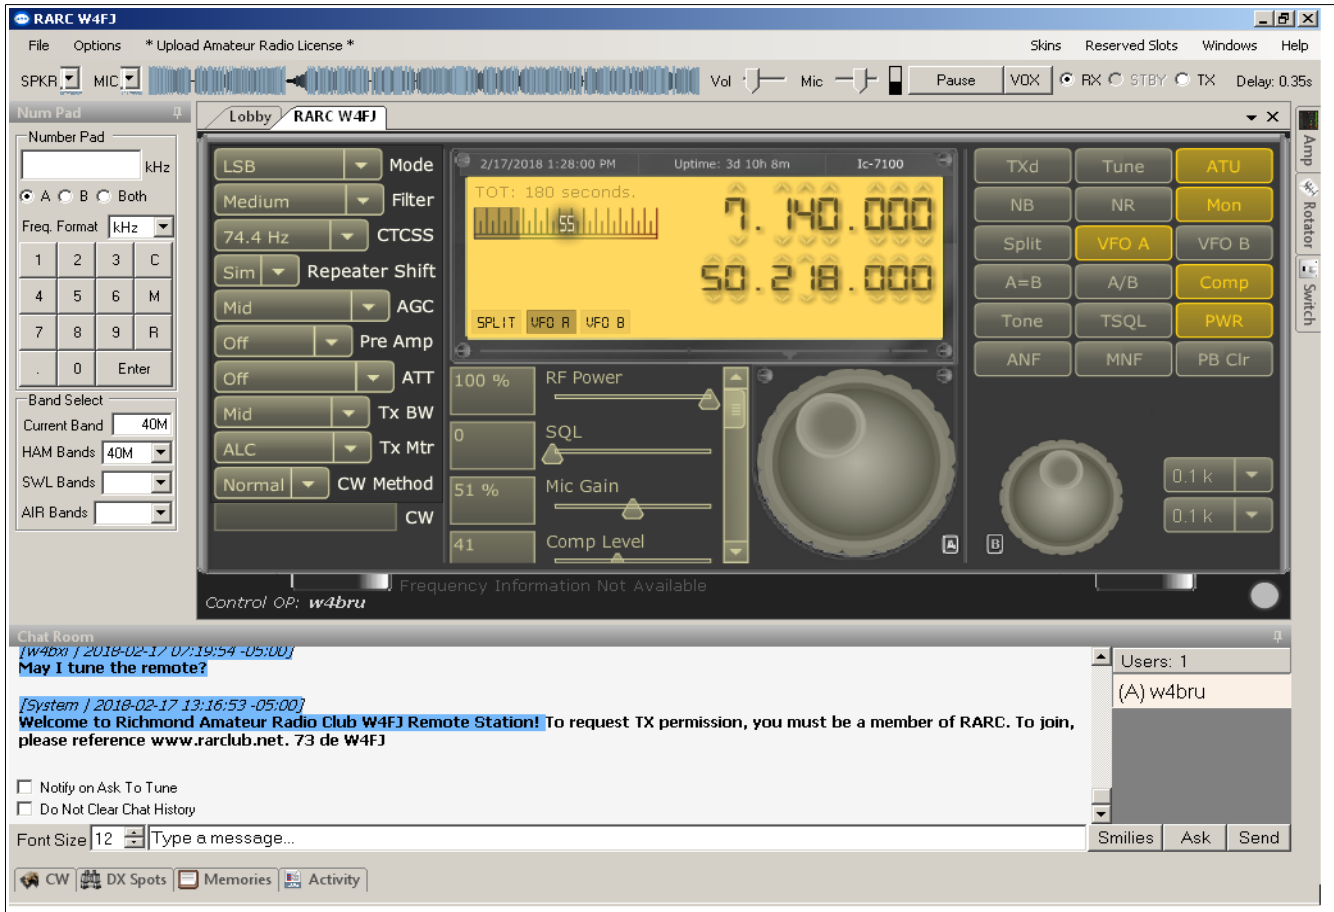 RARC W4FJ
File Options * Upload Amateur Radio License * Skins Reserved Slots Windows Help
SPKR MIC Vol Mic Pause VOX RX STBY TX Delay: 0.35s
Num Pad
Number Pad
kHz
A B Both
Freq. Format kHz
1 2 3 C
4 5 6 M
7 8 9 R
. 0 Enter
Band Select
Current Band 40M
HAM Bands 40M
SWL Bands
AIR Bands
Lobby RARC W4FJ
LSB Mode
Medium Filter
74.4 Hz CTCSS
Sim Repeater Shift
Mid AGC
Off Pre Amp
Off ATT
Mid Tx BW
ALC Tx Mtr
Normal CW Method
CW
2/17/2018 1:28:00 PM Uptime: 3d 10h 8m Ic-7100
TOT: 180 seconds.
S5
7.140.000
50.218.000
SPLIT VFO A VFO B
100 % RF Power
0 SQL
51 % Mic Gain
41 Comp Level
A
B
TXd Tune ATU
NB NR Mon
Split VFO A VFO B
A=B A/B Comp
Tone TSQL PWR
ANF MNF PB Clr
0.1 k
0.1 k
Amp
Rotator
Switch
Frequency Information Not Available
Control OP: w4bru
Chat Room
[w4bxi | 2018-02-17 07:19:54 -05:00]
May I tune the remote?
[System | 2018-02-17 13:16:53 -05:00]
Welcome to Richmond Amateur Radio Club W4FJ Remote Station! To request TX permission, you must be a member of RARC. To join,
please reference www.rarclub.net. 73 de W4FJ
Users: 1
(A) w4bru
Notify on Ask To Tune
Do Not Clear Chat History
Font Size 12 Type a message... Smilies Ask Send
CW DX Spots Memories Activity